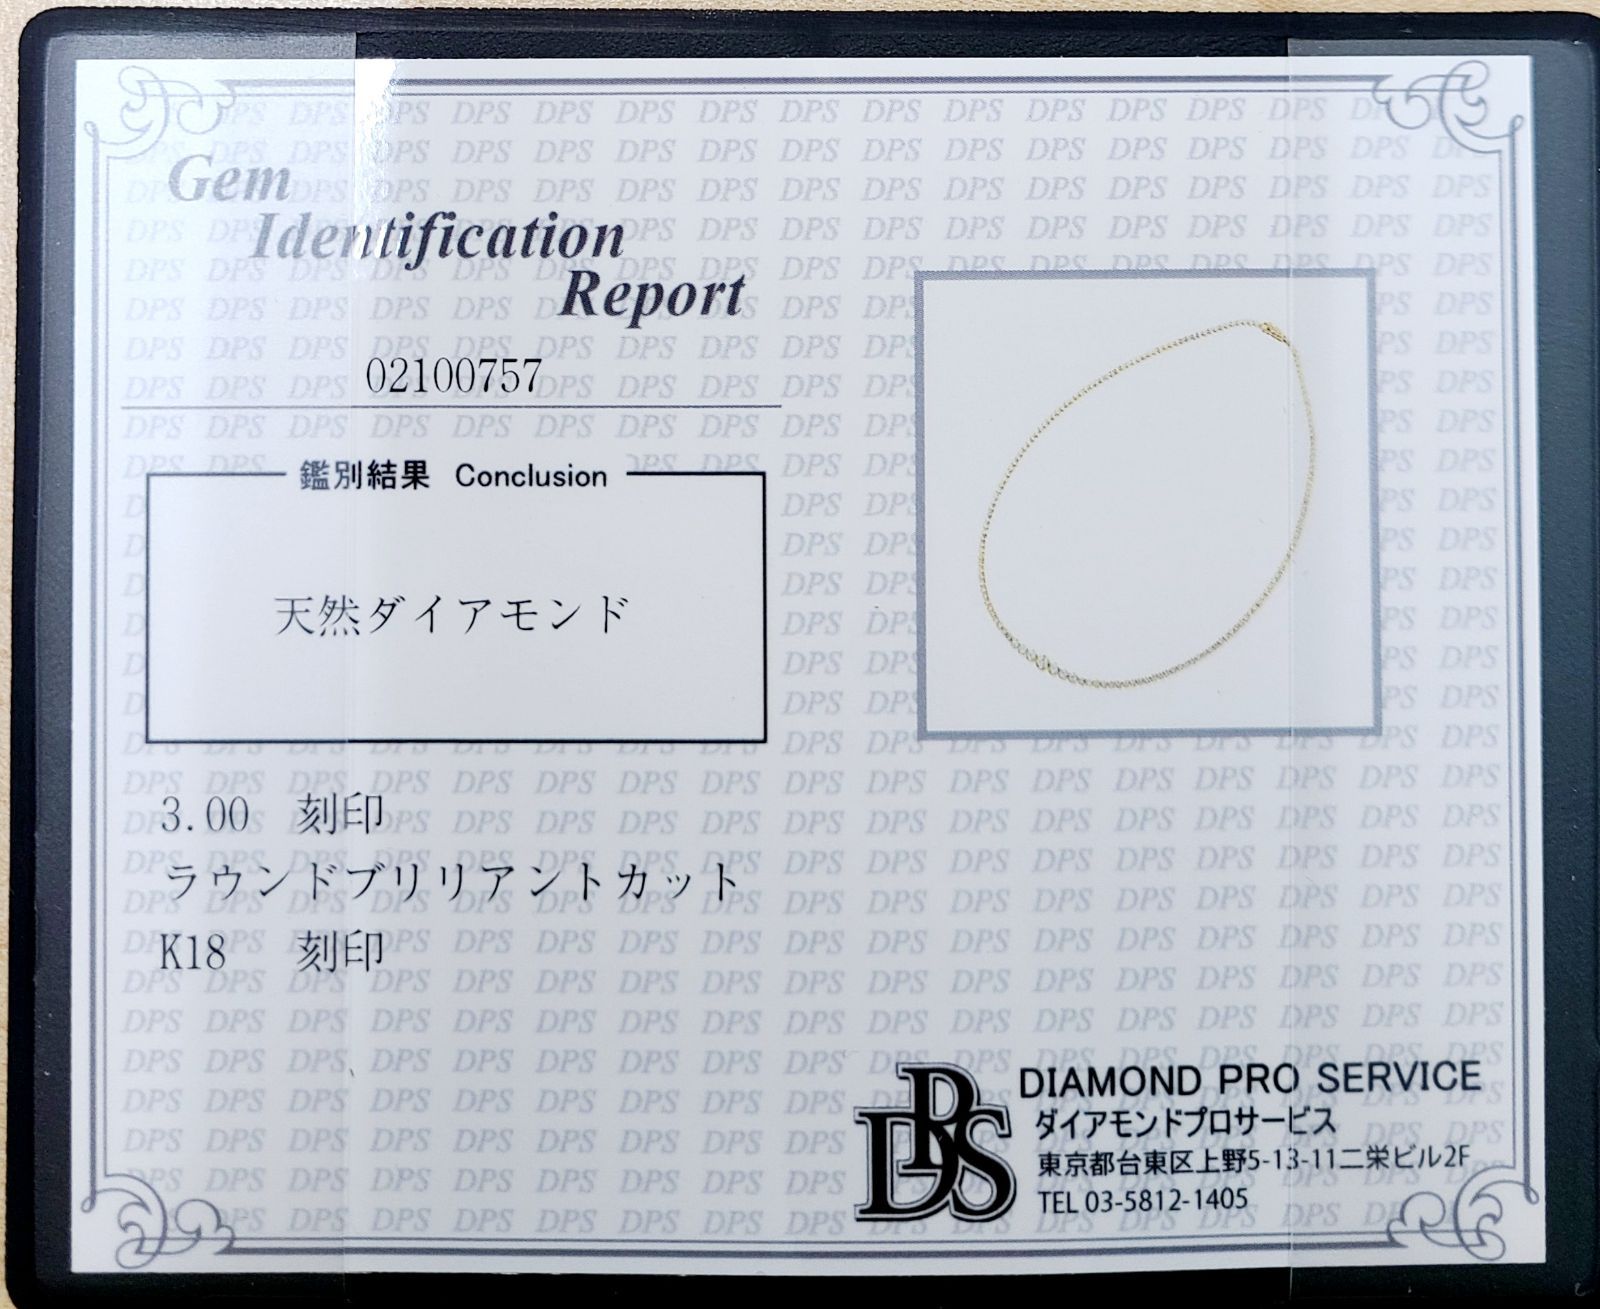 Gem
Identification
Report
02100757
鑑別結果 Conclusion
天然ダイアモンド
3.00 刻印
ラウンドブリリアントカット
K18 刻印
DPS
DIAMOND PRO SERVICE
ダイアモンドプロサービス
東京都台東区上野5-13-11二栄ビル2F
TEL 03-5812-1405